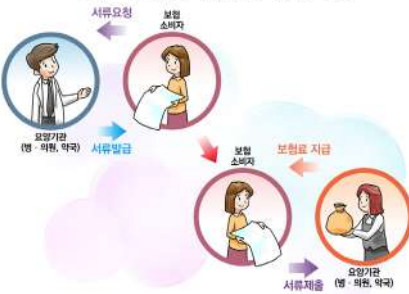 서류요청
보험
소비자
요양기관
(병·의원, 약국)
서류발급
보험
소비자
보험료 지급
서류제출
요양기관
(병·의원, 약국)